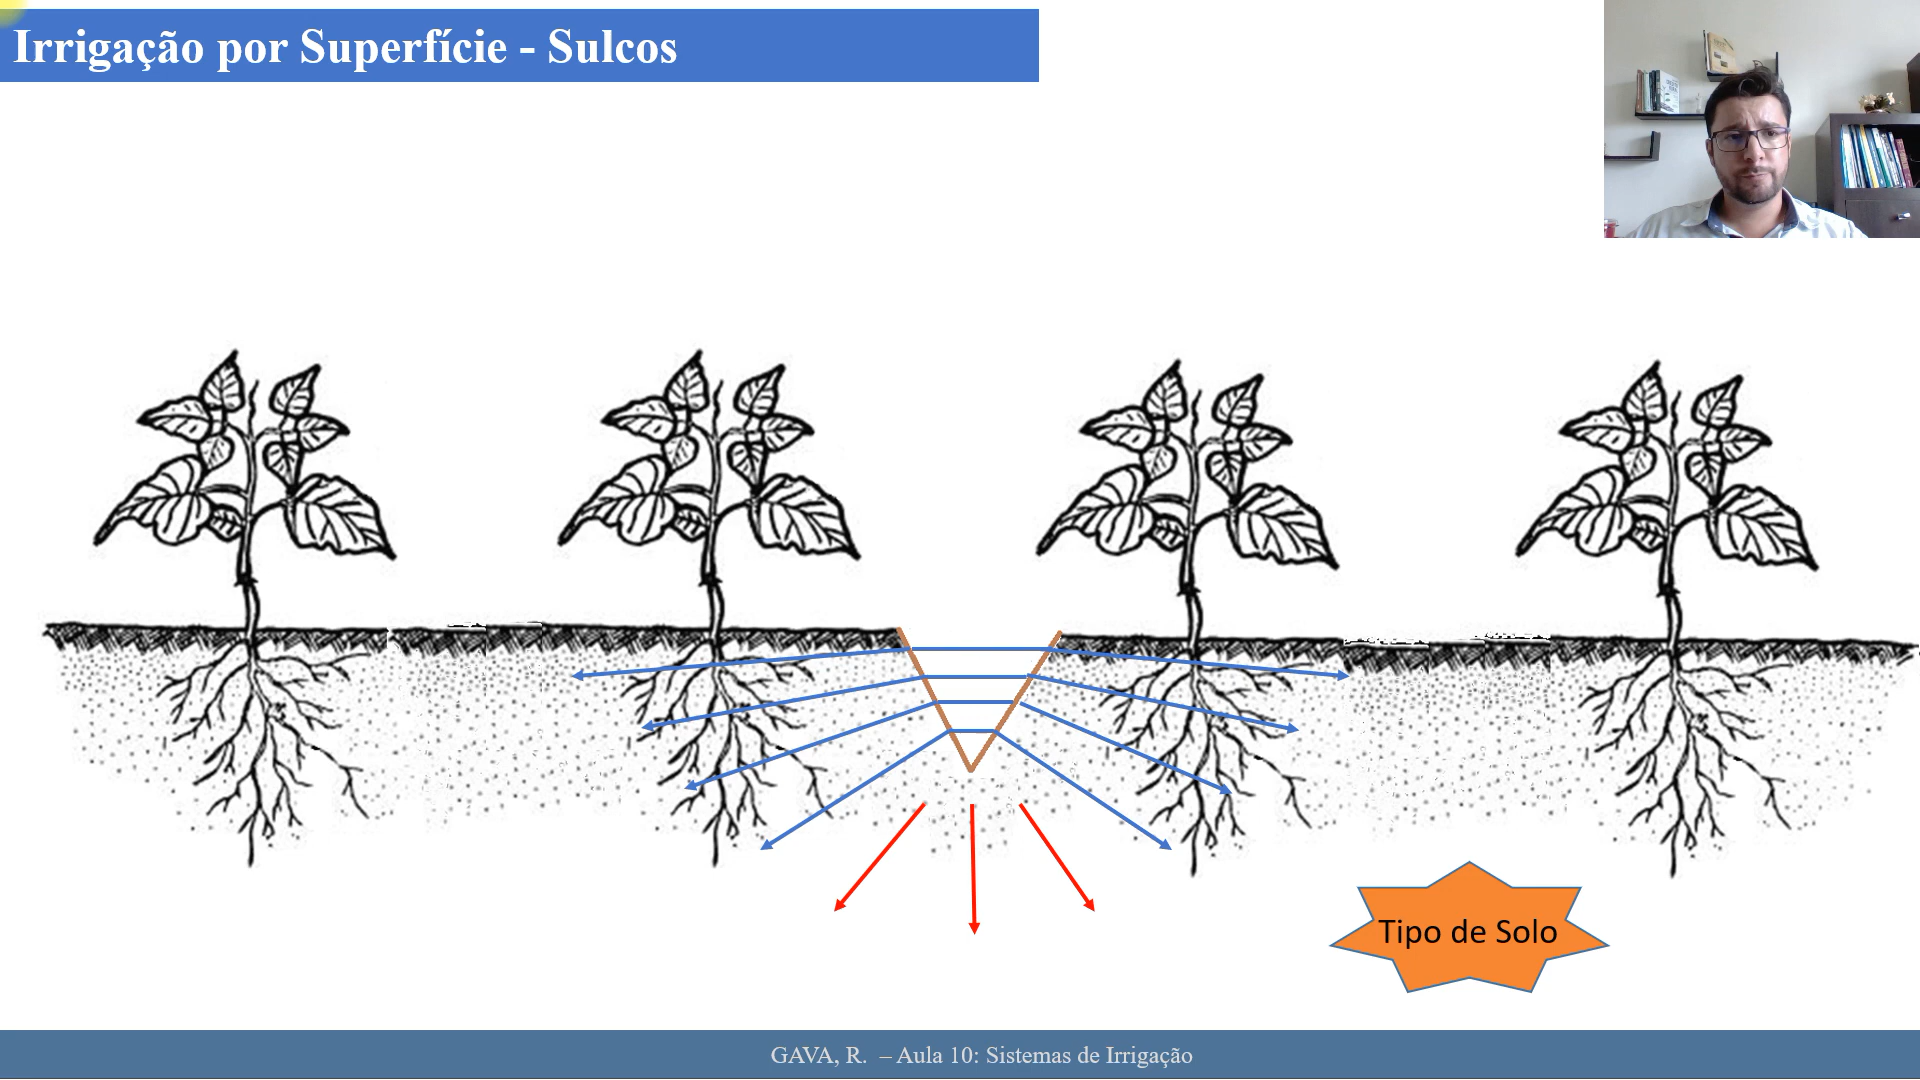 Irrigação por Superfície - Sulcos
Tipo de Solo
GAVA, R. – Aula 10: Sistemas de Irrigação